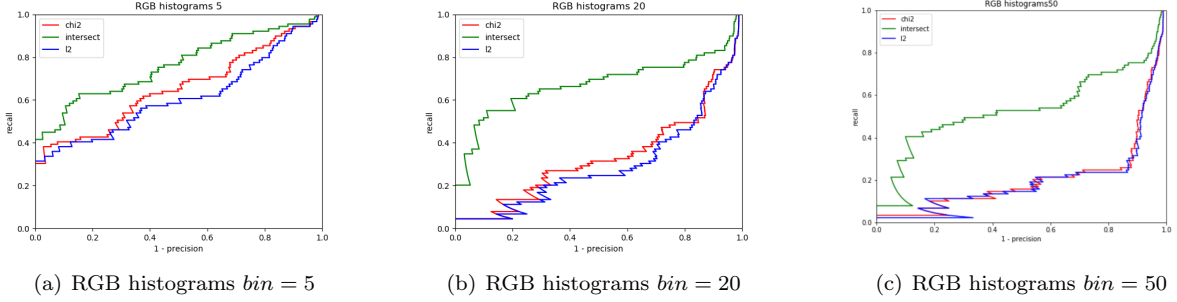 RGB histograms 5
chi2
intersect
l2
recall
1.0
0.8
0.6
0.4
0.2
0.0
0.0 0.2 0.4 0.6 0.8 1.0
1 - precision
(a) RGB histograms bin = 5
RGB histograms 20
chi2
intersect
l2
recall
1.0
0.8
0.6
0.4
0.2
0.0
0.0 0.2 0.4 0.6 0.8 1.0
1 - precision
(b) RGB histograms bin = 20
RGB histograms50
chi2
intersect
l2
recall
1.0
0.8
0.6
0.4
0.2
0.0
0.0 0.2 0.4 0.6 0.8 1.0
1 - precision
(c) RGB histograms bin = 50